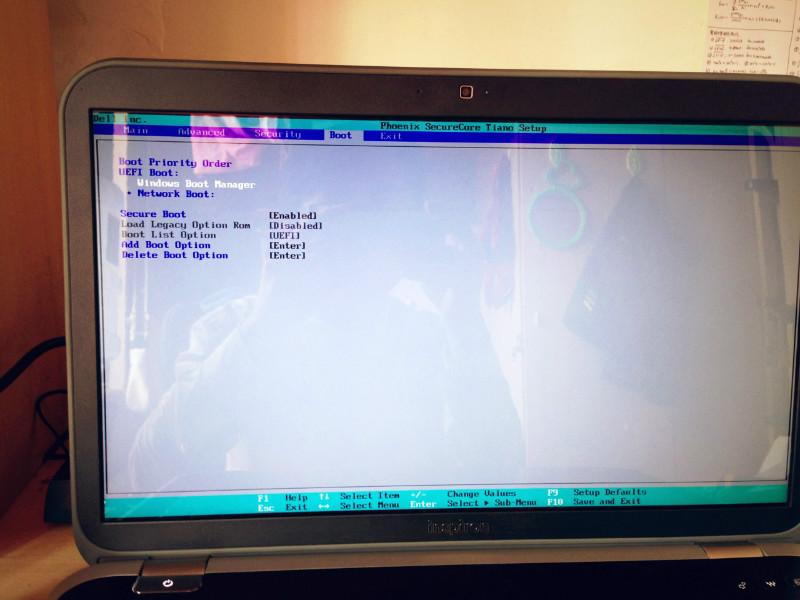 Dell Inc.
Phoenix SecureCore Tiano Setup
Main Advanced Security Boot Exit
Boot Priority Order
UEFI Boot:
Windows Boot Manager
Network Boot:
Secure Boot [Enabled]
Load Legacy Option Rom [Disabled]
Boot List Option [UEFI]
Add Boot Option [Enter]
Delete Boot Option [Enter]
F1 Help ↑↓ Select Item +/- Change Values F9 Setup Defaults
Esc Exit ↔ Select Menu Enter Select ▶ Sub-Menu F10 Save and Exit
inspiron